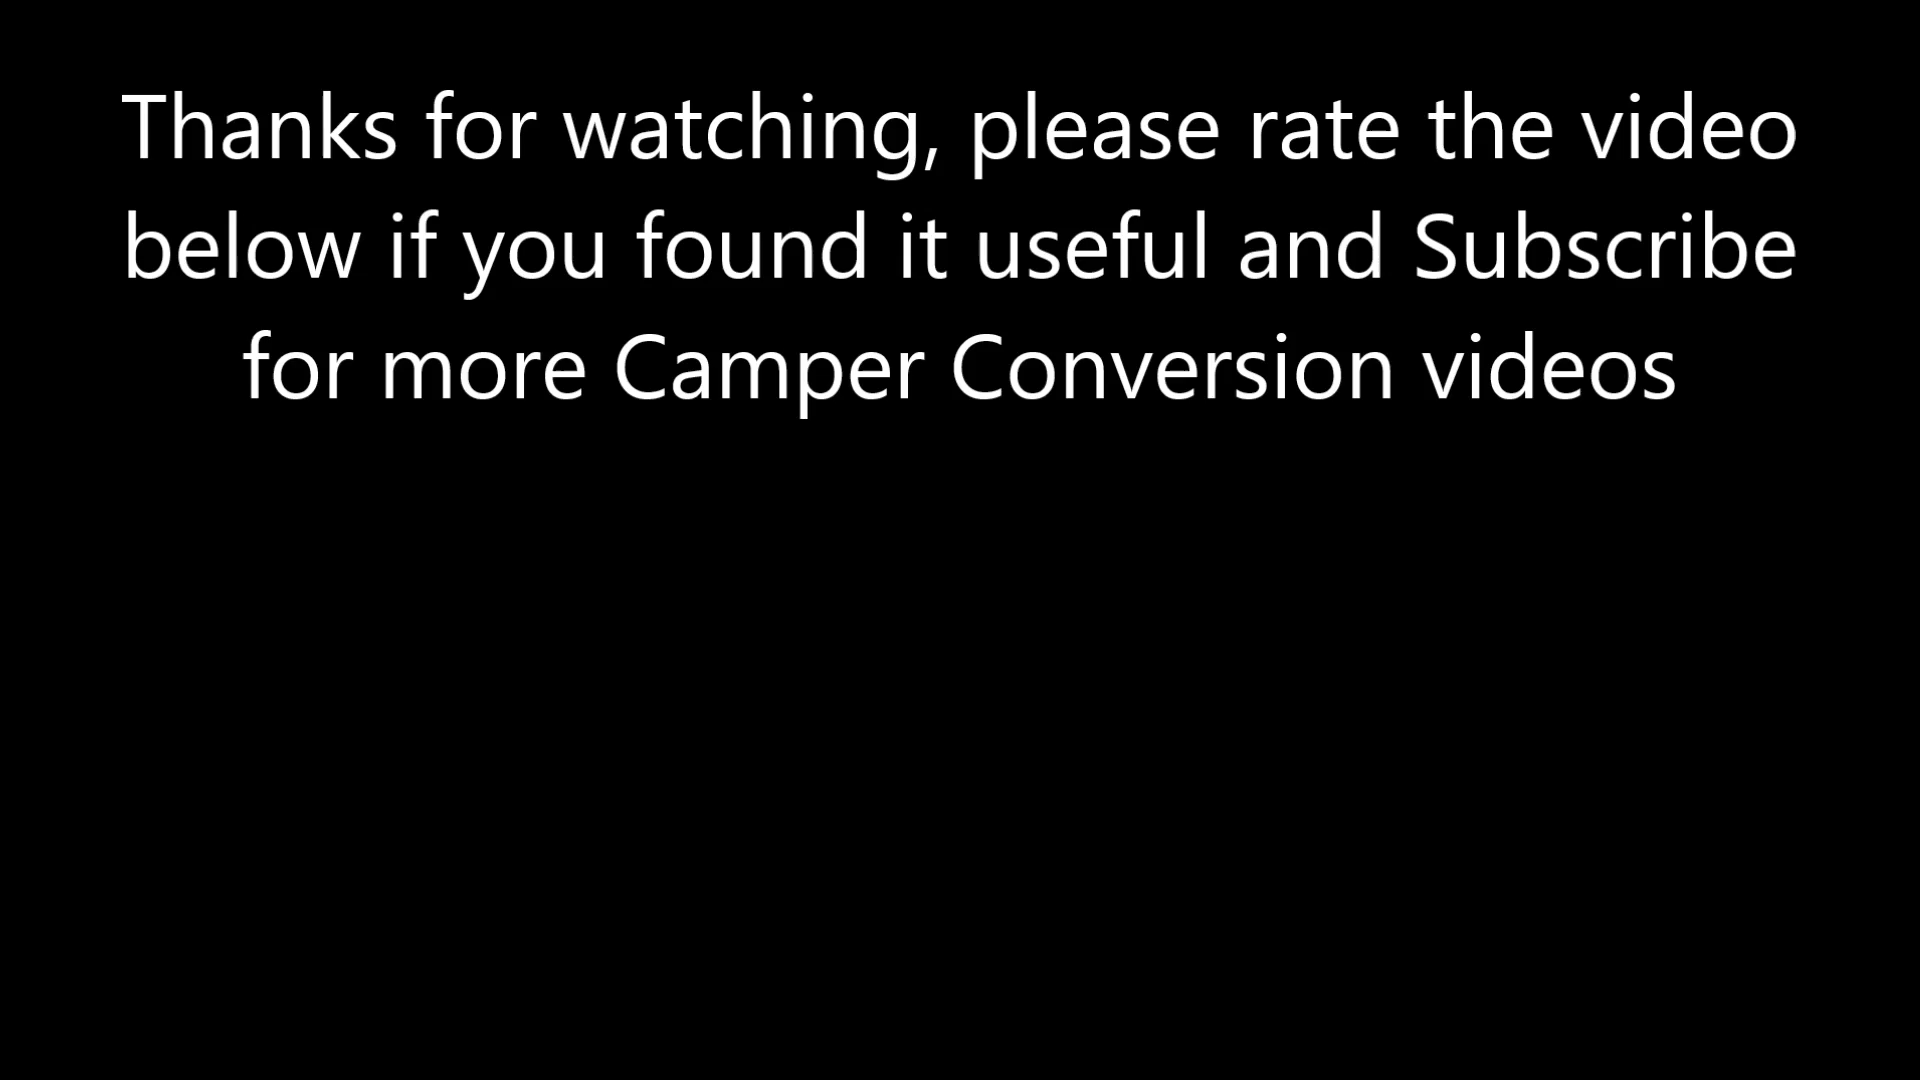 Thanks for watching, please rate the video
below if you found it useful and Subscribe
for more Camper Conversion videos